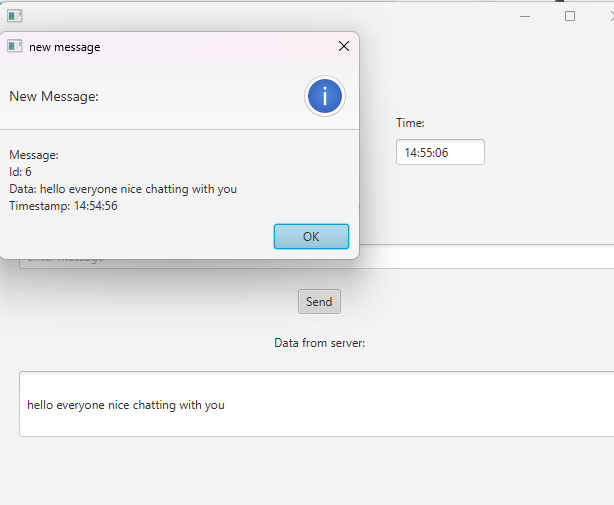 new message
New Message:
Time:
14:55:06
Message:
Id: 6
Data: hello everyone nice chatting with you
Timestamp: 14:54:56
OK
enter message
Send
Data from server:
hello everyone nice chatting with you